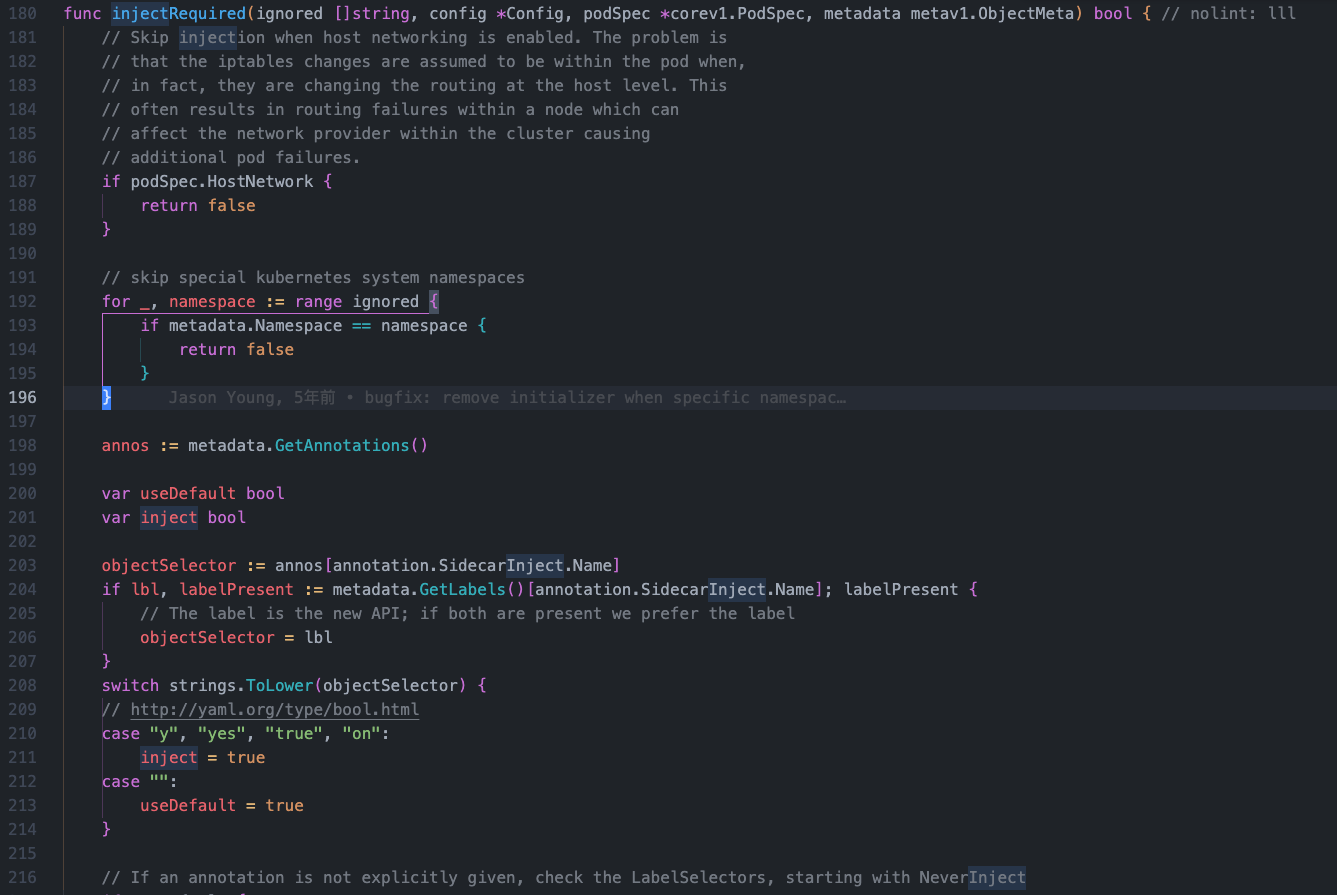 180 func injectRequired(ignored []string, config *Config, podSpec *corev1.PodSpec, metadata metav1.ObjectMeta) bool { // nolint: lll
181 // Skip injection when host networking is enabled. The problem is
182 // that the iptables changes are assumed to be within the pod when,
183 // in fact, they are changing the routing at the host level. This
184 // often results in routing failures within a node which can
185 // affect the network provider within the cluster causing
186 // additional pod failures.
187 if podSpec.HostNetwork {
188 return false
189 }
190
191 // skip special kubernetes system namespaces
192 for _, namespace := range ignored {
193 if metadata.Namespace == namespace {
194 return false
195 }
196 } Jason Young, 5年前 • bugfix: remove initializer when specific namespac…
197
198 annos := metadata.GetAnnotations()
199
200 var useDefault bool
201 var inject bool
202
203 objectSelector := annos[annotation.SidecarInject.Name]
204 if lbl, labelPresent := metadata.GetLabels()[annotation.SidecarInject.Name]; labelPresent {
205 // The label is the new API; if both are present we prefer the label
206 objectSelector = lbl
207 }
208 switch strings.ToLower(objectSelector) {
209 // http://yaml.org/type/bool.html
210 case "y", "yes", "true", "on":
211 inject = true
212 case "":
213 useDefault = true
214 }
215
216 // If an annotation is not explicitly given, check the LabelSelectors, starting with NeverInject